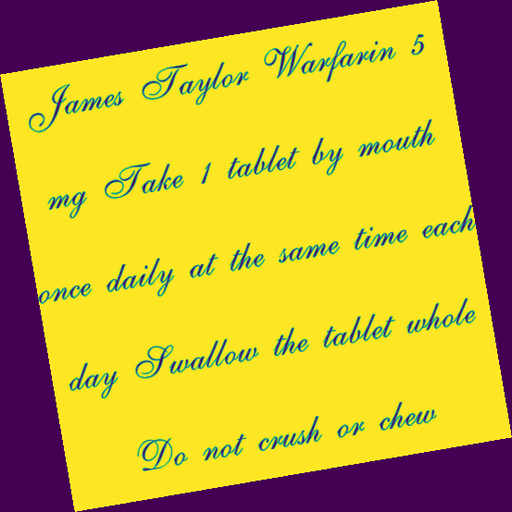 James Taylor Warfarin 5
mg Take 1 tablet by mouth
once daily at the same time each
day Swallow the tablet whole
Do not crush or chew